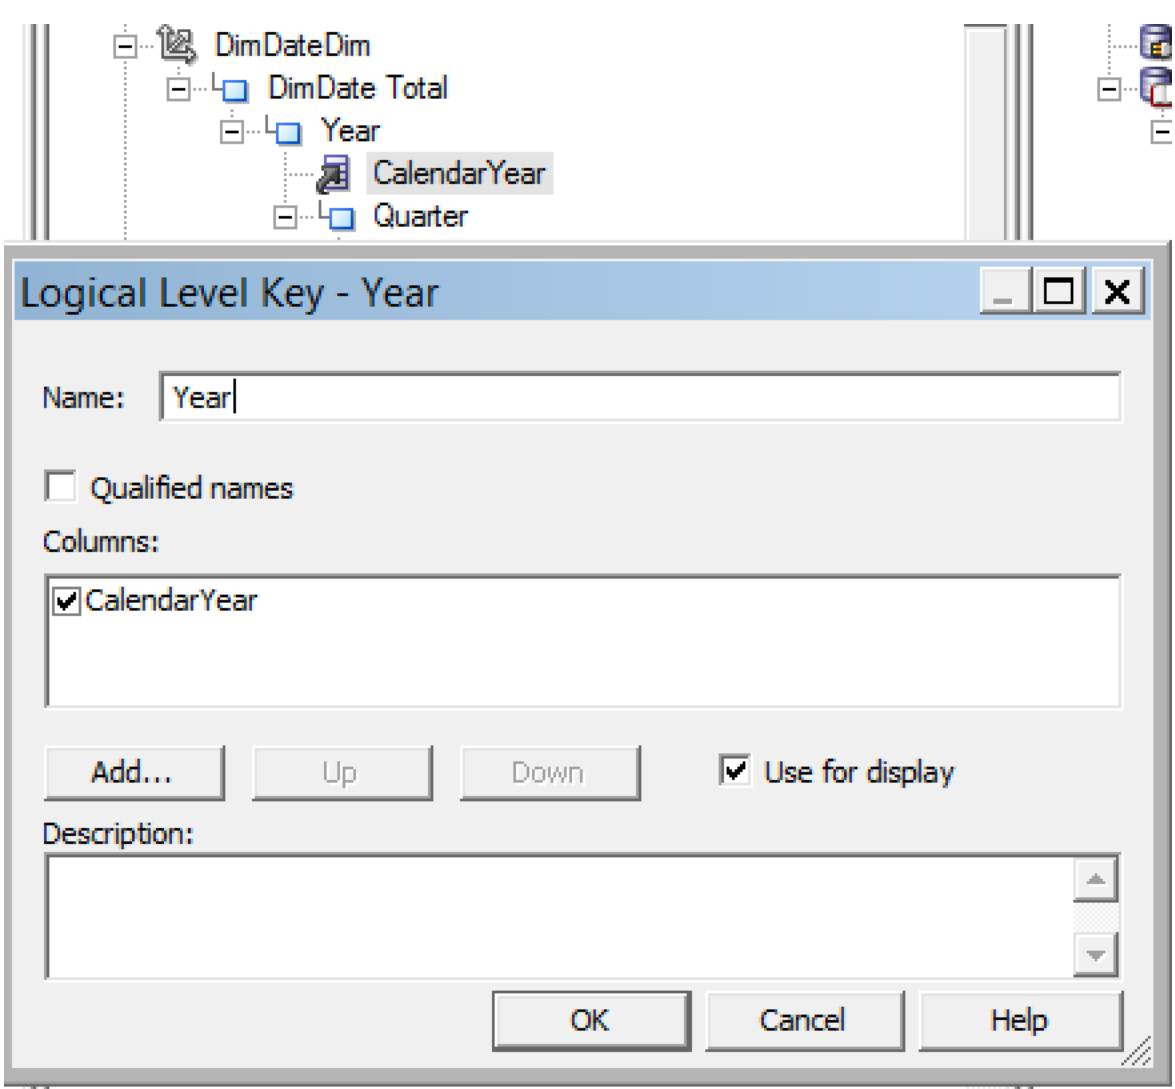 DimDateDim
DimDate Total
Year
CalendarYear
Quarter
Logical Level Key - Year
Name: Year
Qualified names
Columns:
CalendarYear
Add... Up Down Use for display
Description:
OK Cancel Help